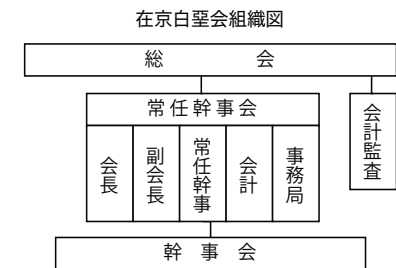 在京白堊会組織図
総会
常任幹事会
会長
副会長
常任幹事
会計
事務局
会計監査
幹事会